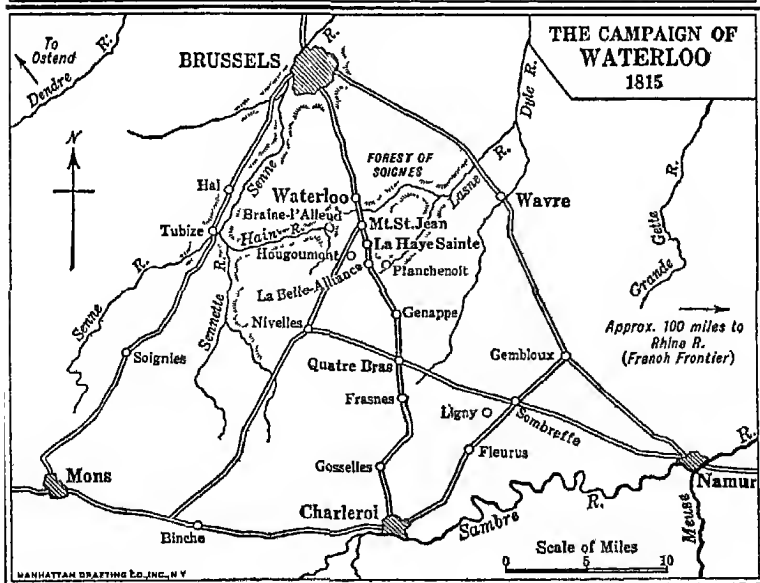 THE CAMPAIGN OF
WATERLOO
1815
To
Ostend
Dendre R.
BRUSSELS
R.
Dyle R.
N
FOREST OF
SOIGNES
Lasne R.
Senne
Hal
Waterloo
Wavre
Braine-l'Alleud
Mt. St. Jean
Tubize
Hain R.
La Haye Sainte
Hougoumont
Planchenoit
La Belle-Alliance
Grande Gette R.
Senne R.
Sennette R.
Genappe
Nivelles
Approx. 100 miles to
Rhine R.
(French Frontier)
Soignies
Quatre Bras
Gembloux
Frasnes
Ligny
Sombreffe
Fleurus
Gosselles
Mons
Namur
R.
Charleroi
Sambre R.
Meuse
Binche
Scale of Miles
0 5 10
MANHATTAN DRAFTING CO., INC., N Y